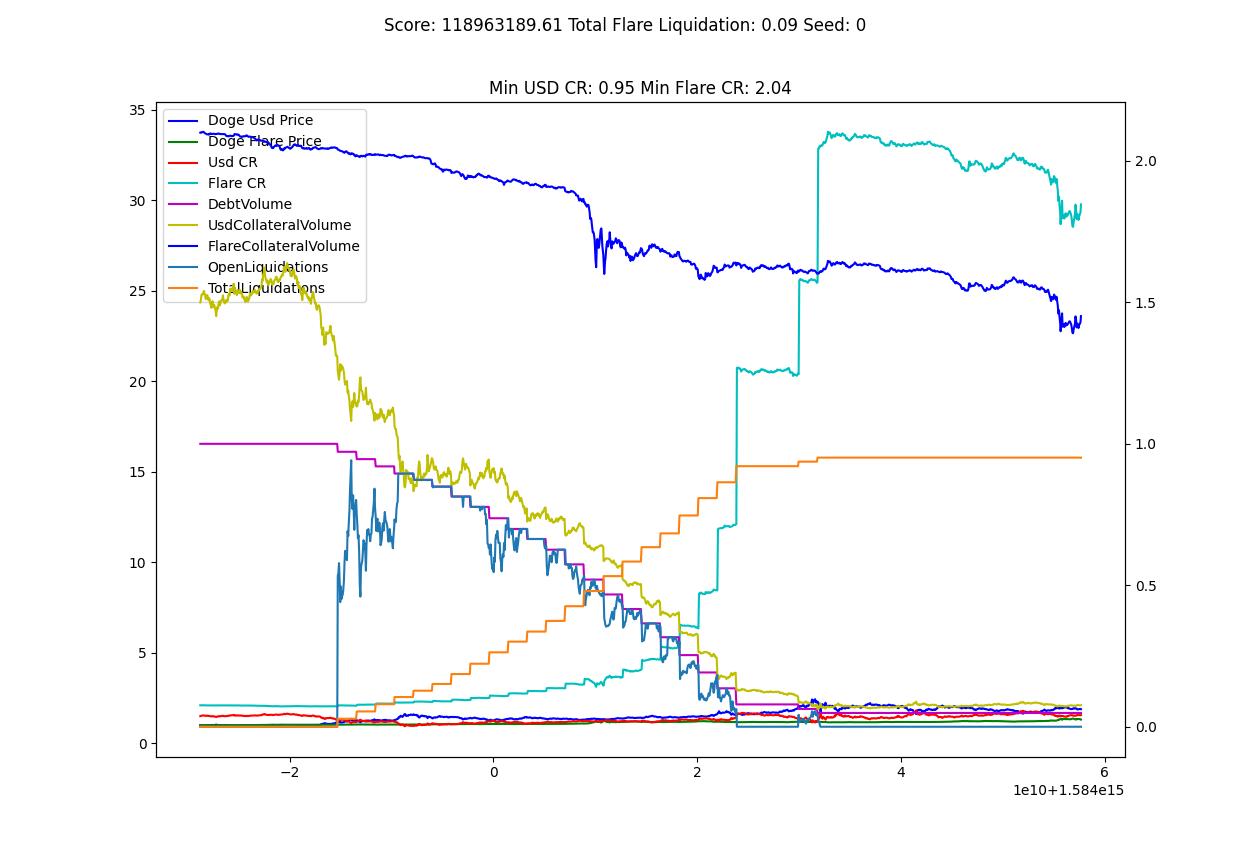 Score: 118963189.61 Total Flare Liquidation: 0.09 Seed: 0
Min USD CR: 0.95 Min Flare CR: 2.04
Doge Usd Price
Doge Flare Price
Usd CR
Flare CR
DebtVolume
UsdCollateralVolume
FlareCollateralVolume
OpenLiquidations
TotalLiquidations
35
30
25
20
15
10
5
0
2.0
1.5
1.0
0.5
0.0
−2
0
2
4
6
1e10+1.584e15